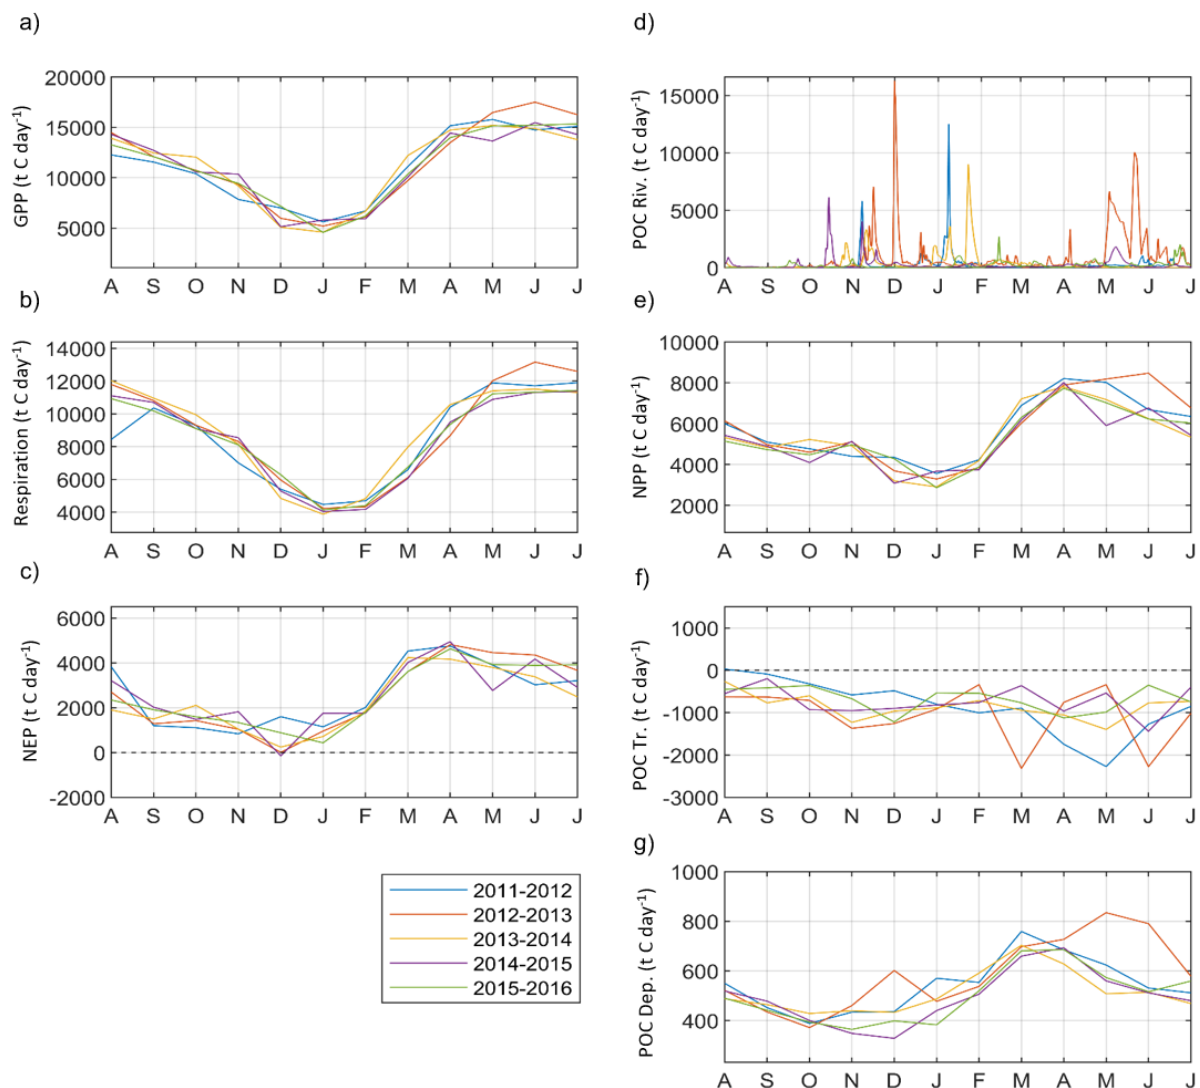 a)
GPP (t C day⁻¹)
20000
15000
10000
5000
A S O N D J F M A M J J
b)
Respiration (t C day⁻¹)
14000
12000
10000
8000
6000
4000
A S O N D J F M A M J J
c)
NEP (t C day⁻¹)
6000
4000
2000
0
-2000
A S O N D J F M A M J J
2011-2012
2012-2013
2013-2014
2014-2015
2015-2016
d)
POC Riv. (t C day⁻¹)
15000
10000
5000
0
A S O N D J F M A M J J
e)
NPP (t C day⁻¹)
10000
8000
6000
4000
2000
A S O N D J F M A M J J
f)
POC Tr. (t C day⁻¹)
1000
0
-1000
-2000
-3000
A S O N D J F M A M J J
g)
POC Dep. (t C day⁻¹)
1000
800
600
400
A S O N D J F M A M J J